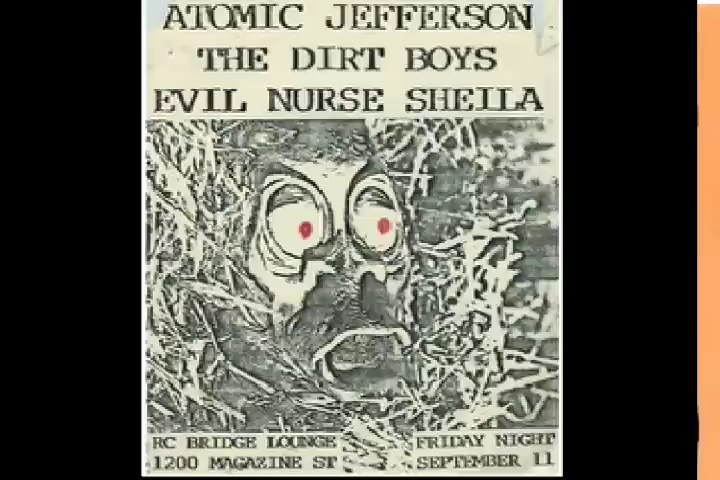 ATOMIC JEFFERSON
THE DIRT BOYS
EVIL NURSE SHEILA
RC BRIDGE LOUNGE
1200 MAGAZINE ST
FRIDAY NIGHT
SEPTEMBER 11